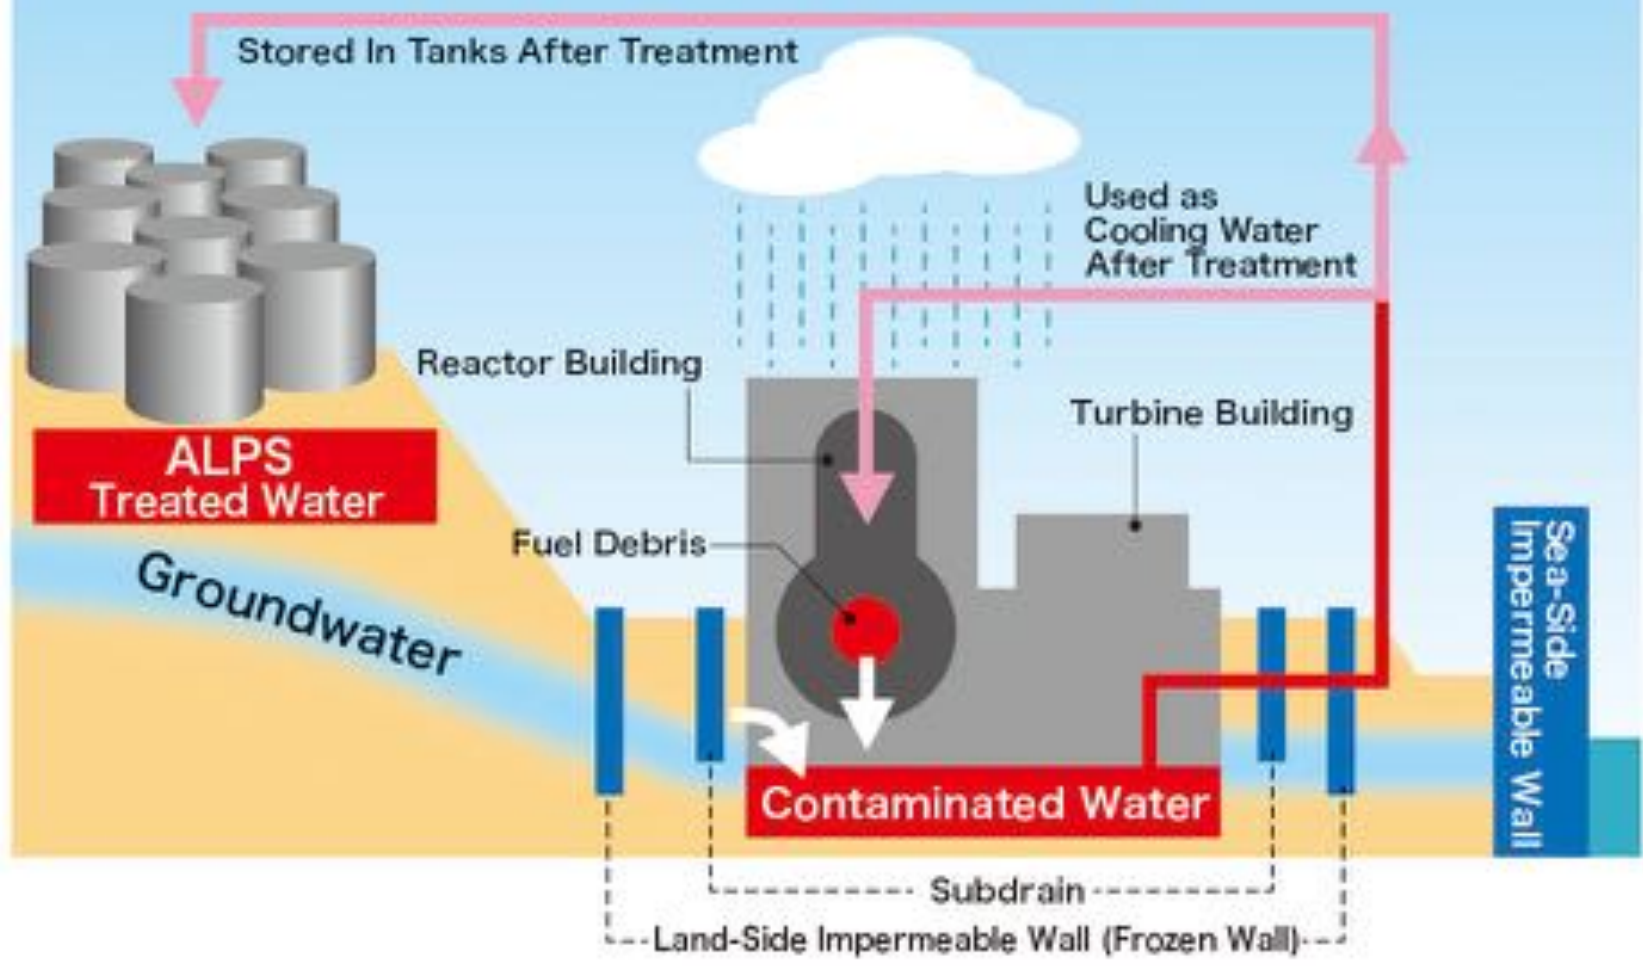 Stored In Tanks After Treatment
Used as
Cooling Water
After Treatment
Reactor Building
Turbine Building
ALPS
Treated Water
Fuel Debris
Groundwater
Sea-Side
Impermeable Wall
Contaminated Water
Subdrain
Land-Side Impermeable Wall (Frozen Wall)